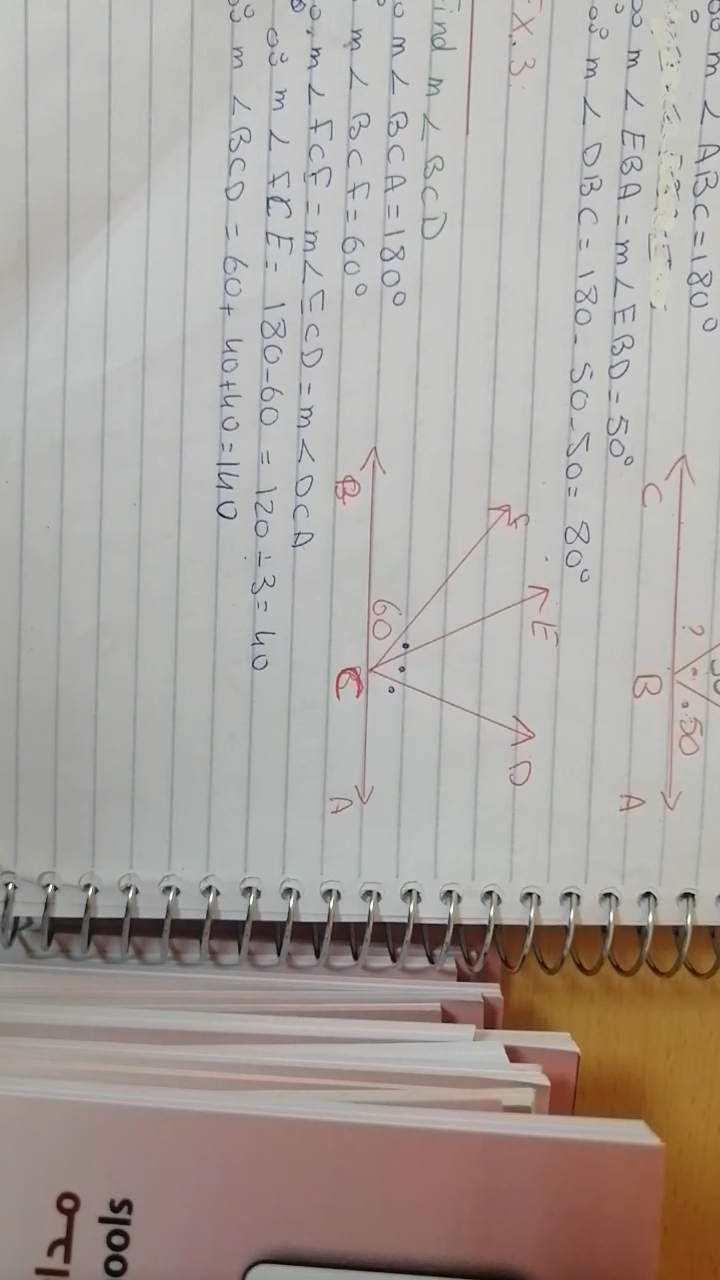 ∵ m < ABC = 180°
∵ m < EBA = m < EBD = 50°
∴ m < DBC = 180 - 50 - 50 = 80°
C
?
B
50
A
Ex. 3:
Find m < BCD
∵ m < BCA = 180°
m < BCF = 60°
∵ m < FCE = m < ECD = m < DCA
∴ m < FCE = 180 - 60 = 120 ÷ 3 = 40
∴ m < BCD = 60 + 40 + 40 = 140
F
E
D
60
B
C
A
ools